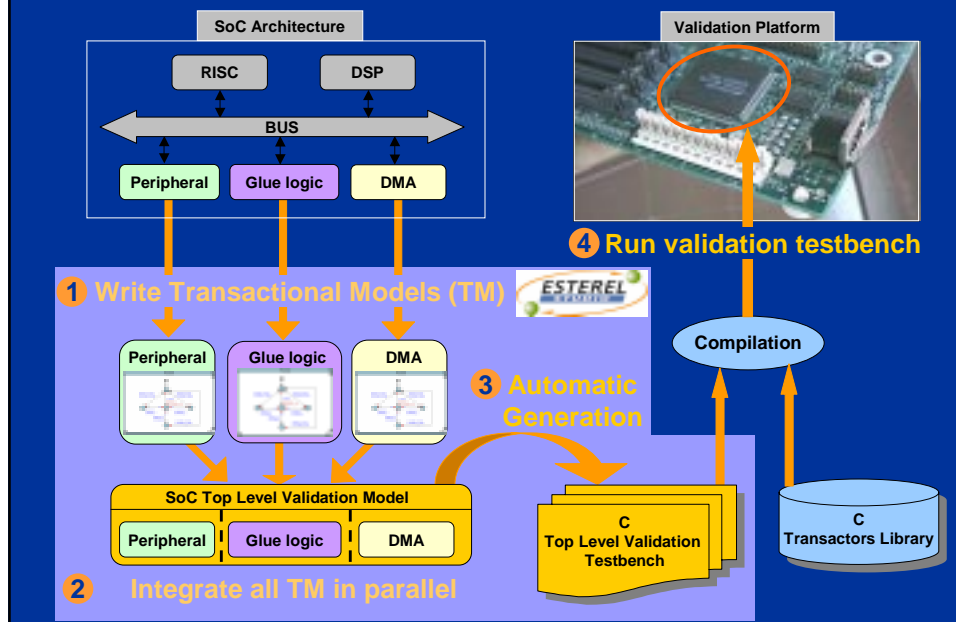 SoC Architecture
Validation Platform
RISC
DSP
BUS
Peripheral
Glue logic
DMA
4 Run validation testbench
1 Write Transactional Models (TM)
ESTEREL
STUDIO
Compilation
Peripheral
Glue logic
DMA
3 Automatic
Generation
SoC Top Level Validation Model
Peripheral
Glue logic
DMA
C
Top Level Validation
Testbench
C
Transactors Library
2 Integrate all TM in parallel